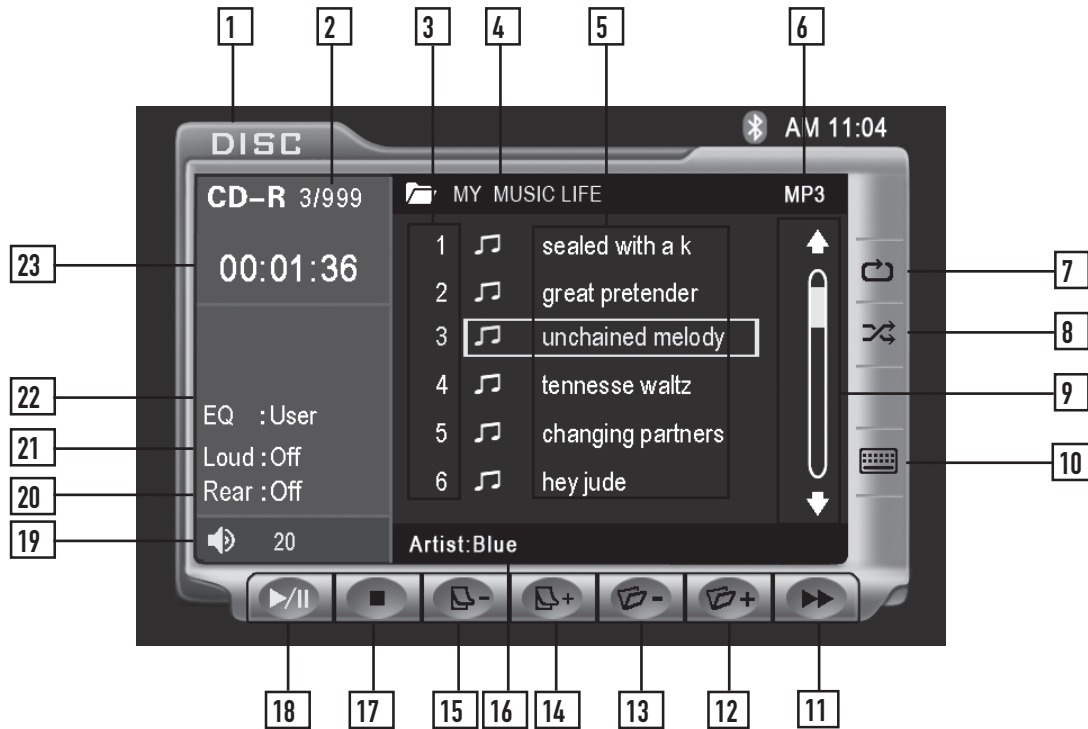 1 2 3 4 5 6
DISC
AM 11:04
CD-R 3/999
MY MUSIC LIFE
MP3
23
00:01:36
1 sealed with a k
2 great pretender
3 unchained melody
4 tennesse waltz
5 changing partners
6 hey jude
7
8
9
10
22
EQ :User
21
Loud :Off
20
Rear :Off
19
20
Artist:Blue
18 17 15 16 14 13 12 11